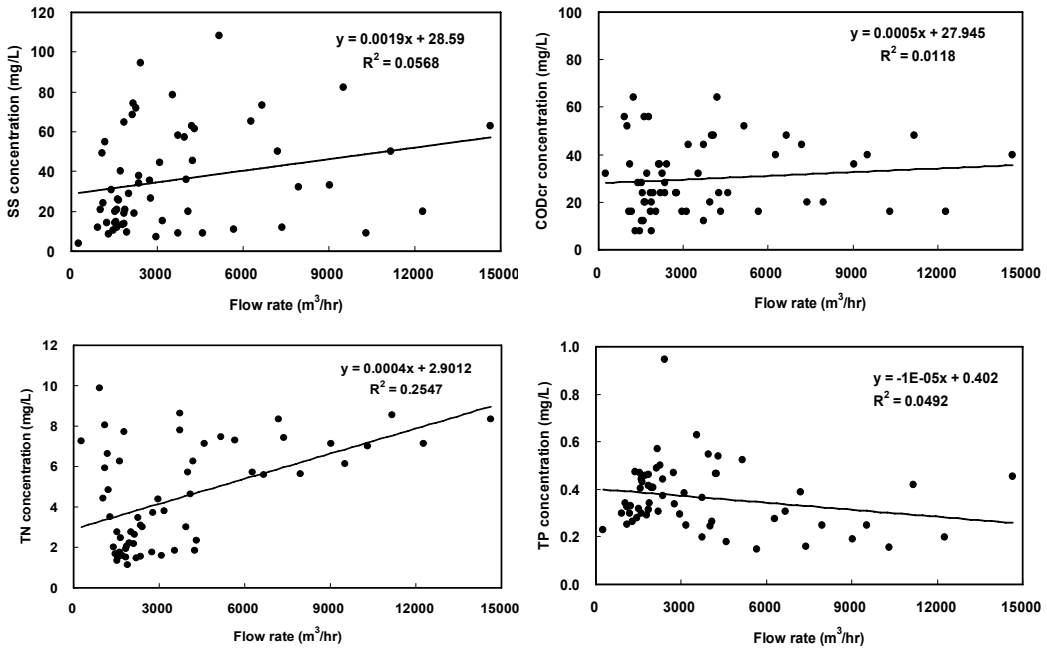 120
100
80
60
40
20
0
SS concentration (mg/L)
y = 0.0019x + 28.59
R² = 0.0568
0 3000 6000 9000 12000 15000
Flow rate (m³/hr)
100
80
60
40
20
0
CODcr concentration (mg/L)
y = 0.0005x + 27.945
R² = 0.0118
0 3000 6000 9000 12000 15000
Flow rate (m³/hr)
12
10
8
6
4
2
0
TN concentration (mg/L)
y = 0.0004x + 2.9012
R² = 0.2547
0 3000 6000 9000 12000 15000
Flow rate (m³/hr)
1.0
0.8
0.6
0.4
0.2
0.0
TP concentration (mg/L)
y = -1E-05x + 0.402
R² = 0.0492
0 3000 6000 9000 12000 15000
Flow rate (m³/hr)